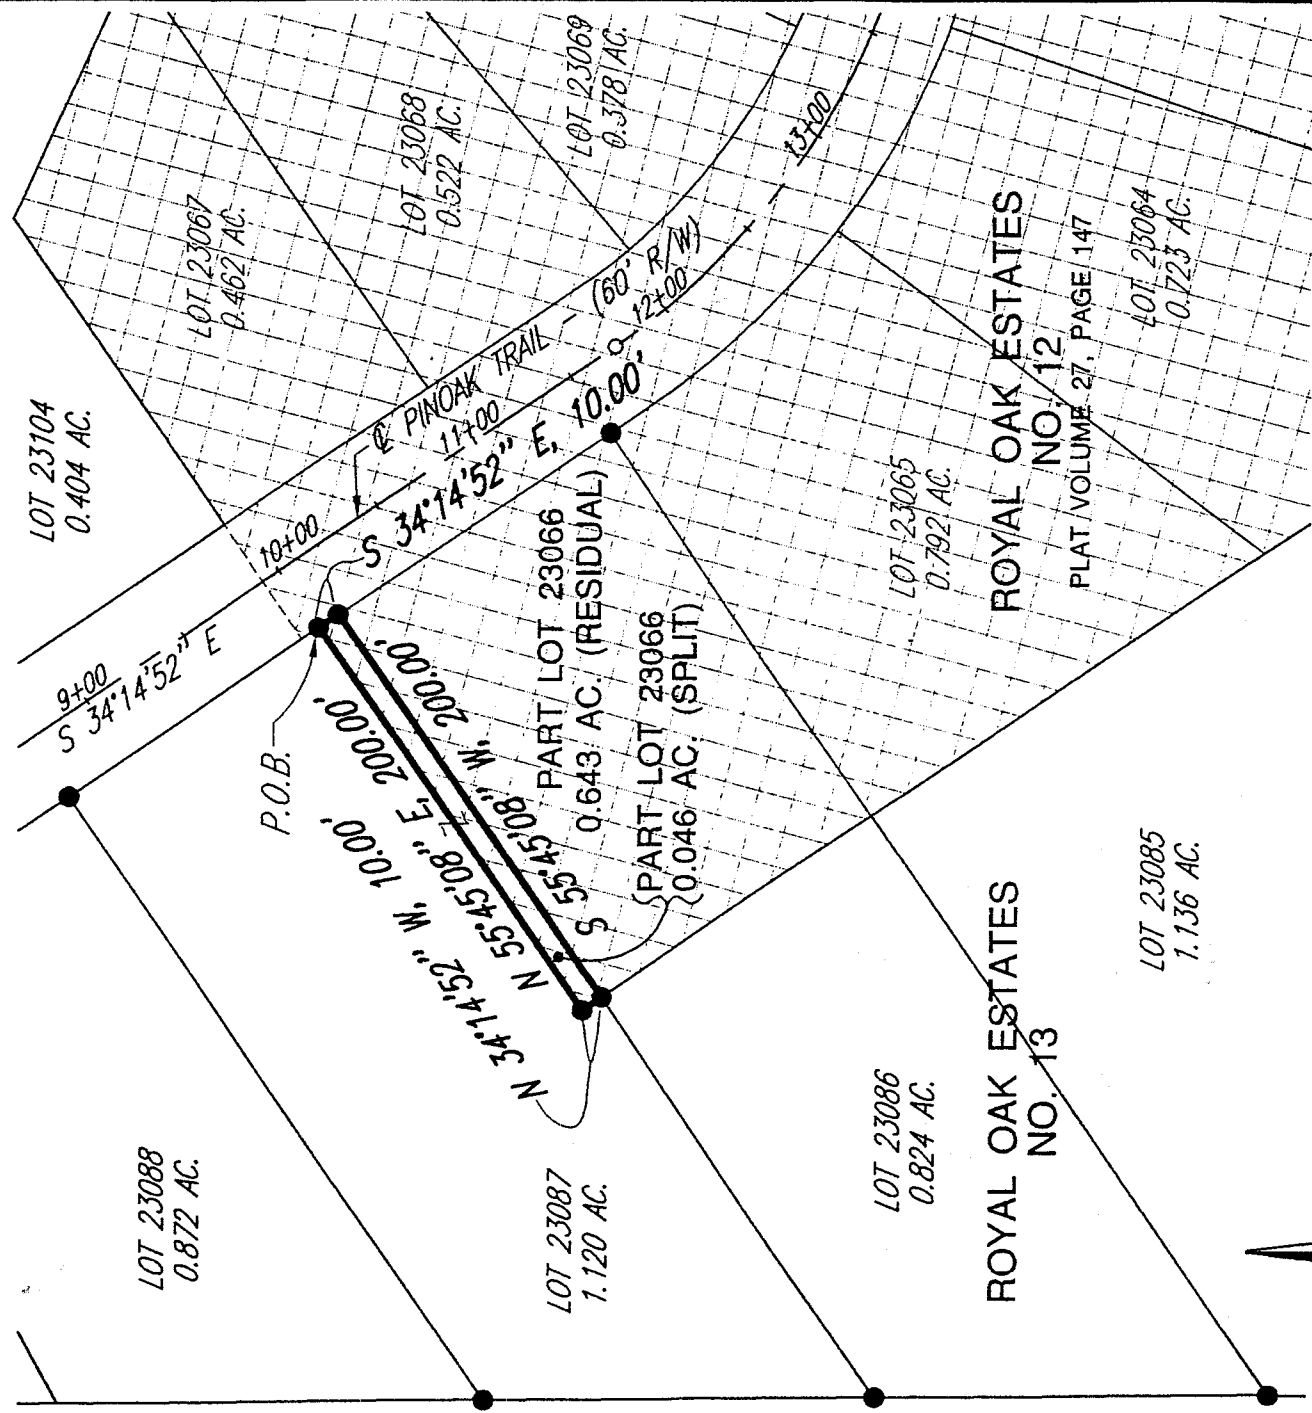 LOT 23104
0.404 AC.
LOT 23067
0.462 AC.
LOT 23068
0.522 AC.
LOT 23069
0.378 AC.
9+00
S 34°14'52" E
10+00
℄ PINOAK TRAIL (60' R/W)
11+00
12+00
13+00
S 34°14'52" E, 10.00'
P.O.B.
S 55°45'08" W, 200.00'
N 55°45'08" E, 200.00'
N 34°14'52" W, 10.00'
PART LOT 23066
0.643 AC. (RESIDUAL)
PART LOT 23066
0.046 AC. (SPLIT)
LOT 23065
0.792 AC.
ROYAL OAK ESTATES
NO. 12
PLAT VOLUME 27, PAGE 147
LOT 23064
0.723 AC.
LOT 23088
0.872 AC.
LOT 23087
1.120 AC.
LOT 23086
0.824 AC.
ROYAL OAK ESTATES
NO. 13
LOT 23085
1.136 AC.